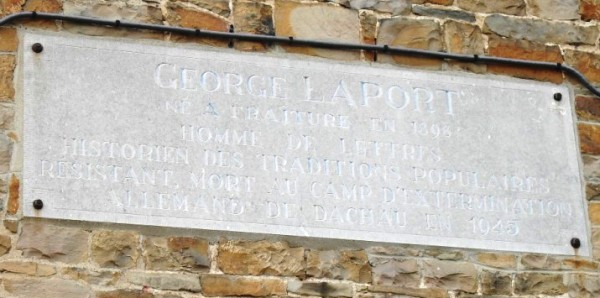 GEORGE LAPORT
NÉ A FRAITURE EN 1898
HOMME DE LETTRES
HISTORIEN DES TRADITIONS POPULAIRES
RÉSISTANT, MORT AU CAMP D'EXTERMINATION
ALLEMAND DE DACHAU EN 1945